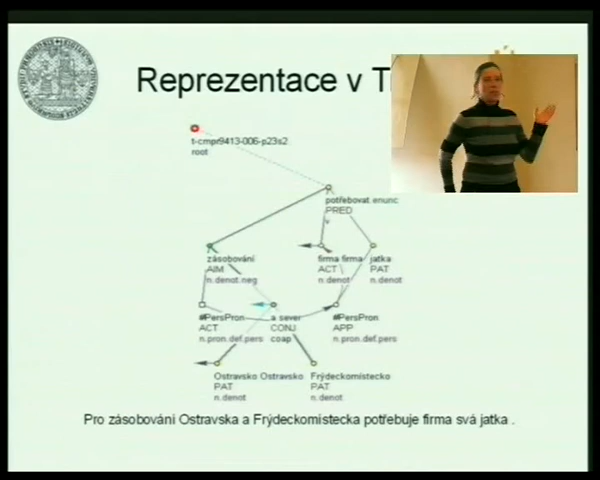 Reprezentace v T
t-cmpr9413-006-p23s2
root
potřebovat.enunc
PRED
v
zásobování
AIM
n.denot.neg
firma firma
ACT
n.denot
jatka
PAT
n.denot
#PersPron
ACT
n.pron.def.pers
a sever
CONJ
coap
#PersPron
APP
n.pron.def.pers
Ostravsko Ostravsko
PAT
n.denot
Frýdeckomístecko
PAT
n.denot
Pro zásobování Ostravska a Frýdeckomístecka potřebuje firma svá jatka .